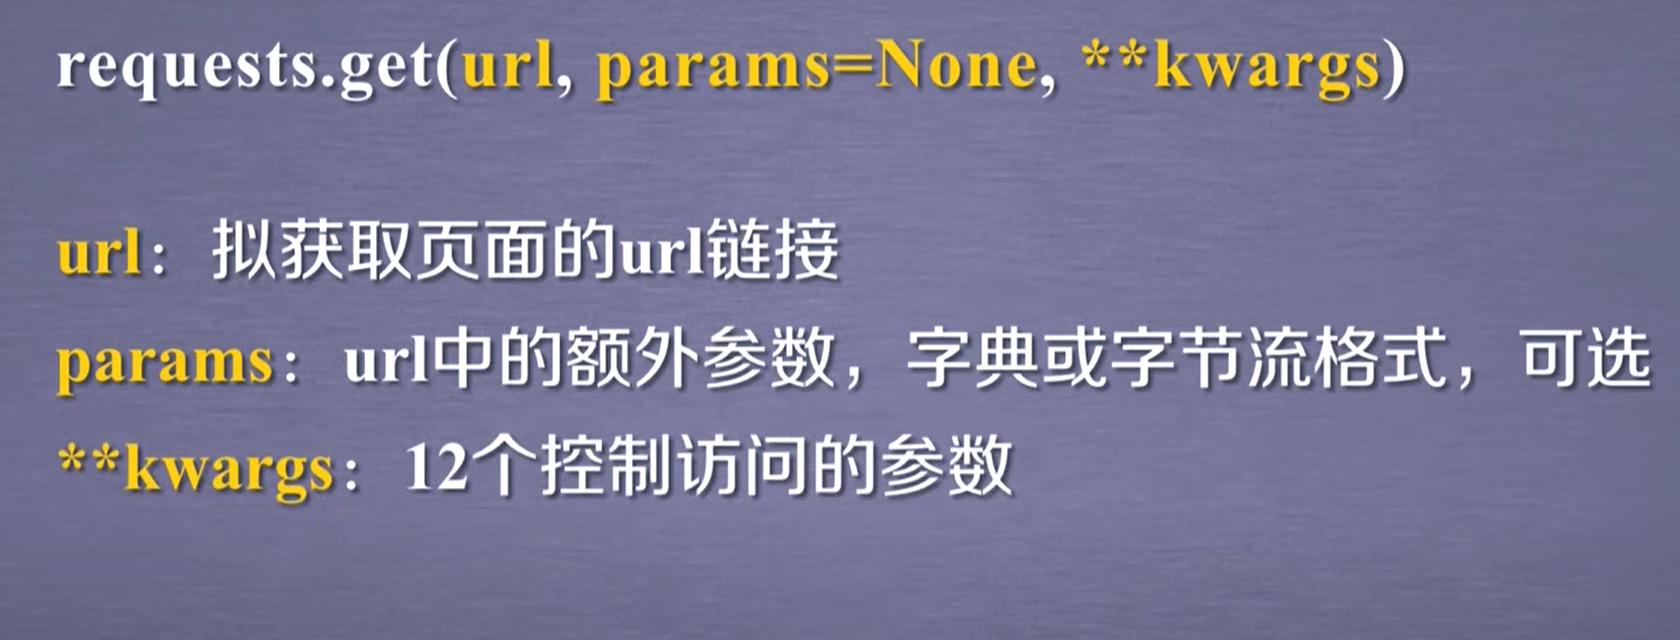 requests.get(url, params=None, **kwargs)
url：拟获取页面的url链接
params：url中的额外参数，字典或字节流格式，可选
**kwargs：12个控制访问的参数